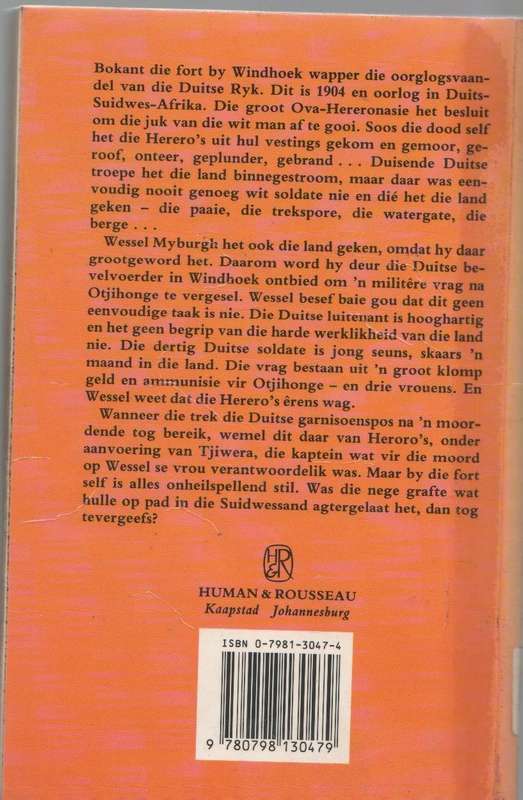 Bokant die fort by Windhoek wapper die oorglogsvaan-
del van die Duitse Ryk. Dit is 1904 en oorlog in Duits-
Suidwes-Afrika. Die groot Ova-Hereronasie het besluit
om die juk van die wit man af te gooi. Soos die dood self
het die Herero's uit hul vestings gekom en gemoor, ge-
roof, onteer, geplunder, gebrand . . . Duisende Duitse
troepe het die land binnegestroom, maar daar was een-
voudig nooit genoeg wit soldate nie en dié het die land
geken – die paaie, die trekspore, die watergate, die
berge . . .
Wessel Myburgh het ook die land geken, omdat hy daar
grootgeword het. Daarom word hy deur die Duitse be-
velvoerder in Windhoek ontbied om 'n militêre vrag na
Otjihonge te vergesel. Wessel besef baie gou dat dit geen
eenvoudige taak is nie. Die Duitse luitenant is hooghartig
en het geen begrip van die harde werklikheid van die land
nie. Die dertig Duitse soldate is jong seuns, skaars 'n
maand in die land. Die vrag bestaan uit 'n groot klomp
geld en ammunisie vir Otjihonge – en drie vrouens. En
Wessel weet dat die Herero's êrens wag.
Wanneer die trek die Duitse garnisoenspos na 'n moor-
dende tog bereik, wemel dit daar van Heroro's, onder
aanvoering van Tjiwera, die kaptein wat vir die moord
op Wessel se vrou verantwoordelik was. Maar by die fort
self is alles onheilspellend stil. Was die nege grafte wat
hulle op pad in die Suidwessand agtergelaat het, dan tog
tevergeefs?
H&R
HUMAN & ROUSSEAU
Kaapstad Johannesburg
ISBN 0-7981-3047-4
9 780798 130479